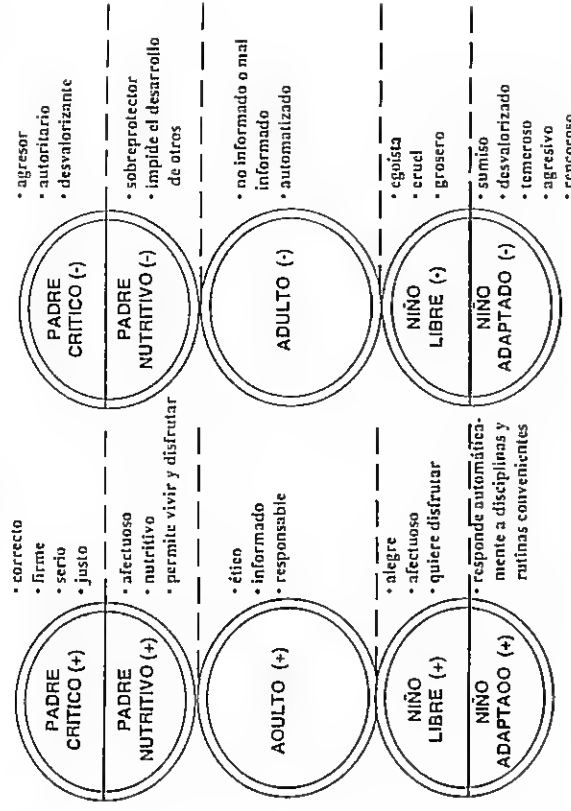 PADRE
CRITICO (+)
• correcto
• firme
• serio
• justo
PADRE
NUTRITIVO (+)
• afectuoso
• nutritivo
• permite vivir y disfrutar
AOULTO (+)
• ético
• informado
• responsable
NIÑO
LIBRE (+)
• alegre
• afectuoso
• quiere disfrutar
NIÑO
ADAPTAOO (+)
• responde automática-
mente a disciplinas y
rutinas convenientes
PADRE
CRITICO (-)
• agresor
• autoritario
• desvalorizante
PADRE
NUTRITIVO (-)
• sobreprotector
• impide el desarrollo
de otros
ADULTO (-)
• no informado o mal
informado
• automatizado
NIÑO
LIBRE (-)
• egoísta
• cruel
• grosero
NIÑO
ADAPTADO (-)
• sumiso
• desvalorizado
• temeroso
• agresivo
• rencoroso